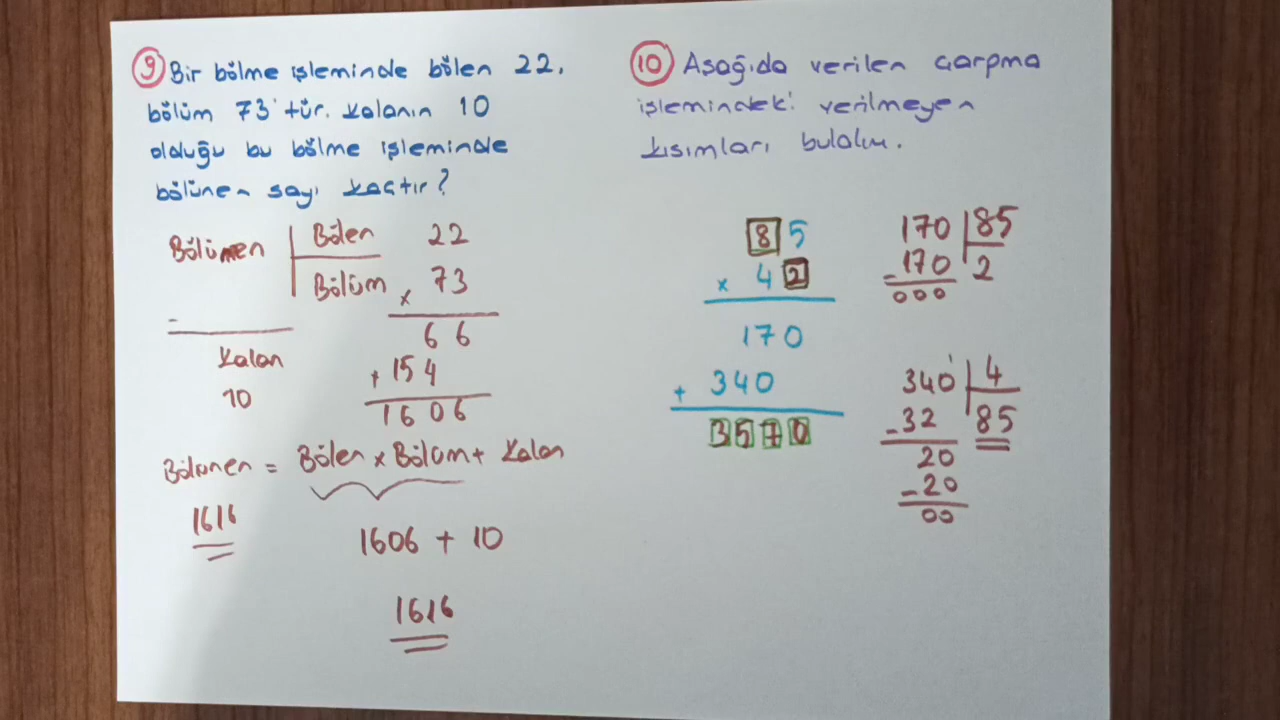 9 Bir bölme işleminde bölen 22,
bölüm 73'tür. Kalanın 10
olduğu bu bölme işleminde
bölünen sayı kaçtır?
Bölünen
Bölen
Bölüm
-
Kalan
10
22
x 73
66
+ 154
1606
Bölünen = Bölen x Bölüm + Kalan
1616
1606 + 10
1616
10 Aşağıda verilen çarpma
işlemindeki verilmeyen
kısımları bulalım.
8 5
x 4 2
170
+ 340
3570
170 85
-170 2
000
340 4
-32 85
20
-20
00